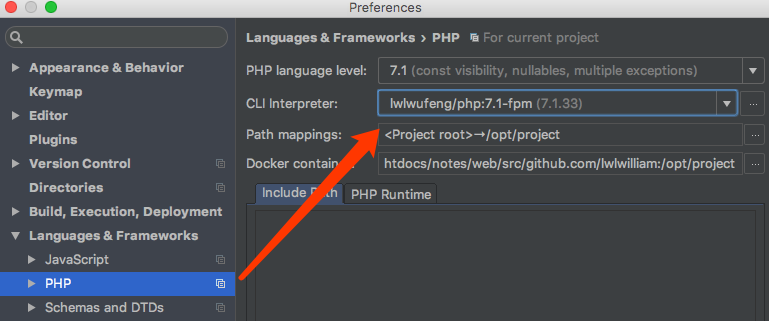 Preferences
Languages & Frameworks › PHP For current project
Appearance & Behavior
Keymap
Editor
Plugins
Version Control
Directories
Build, Execution, Deployment
Languages & Frameworks
JavaScript
PHP
Schemas and DTDs
PHP language level: 7.1 (const visibility, nullables, multiple exceptions)
CLI Interpreter: lwlwufeng/php:7.1-fpm (7.1.33) ...
Path mappings: <Project root>→/opt/project ...
Docker container htdocs/notes/web/src/github.com/lwlwilliam:/opt/project ...
Include Path PHP Runtime